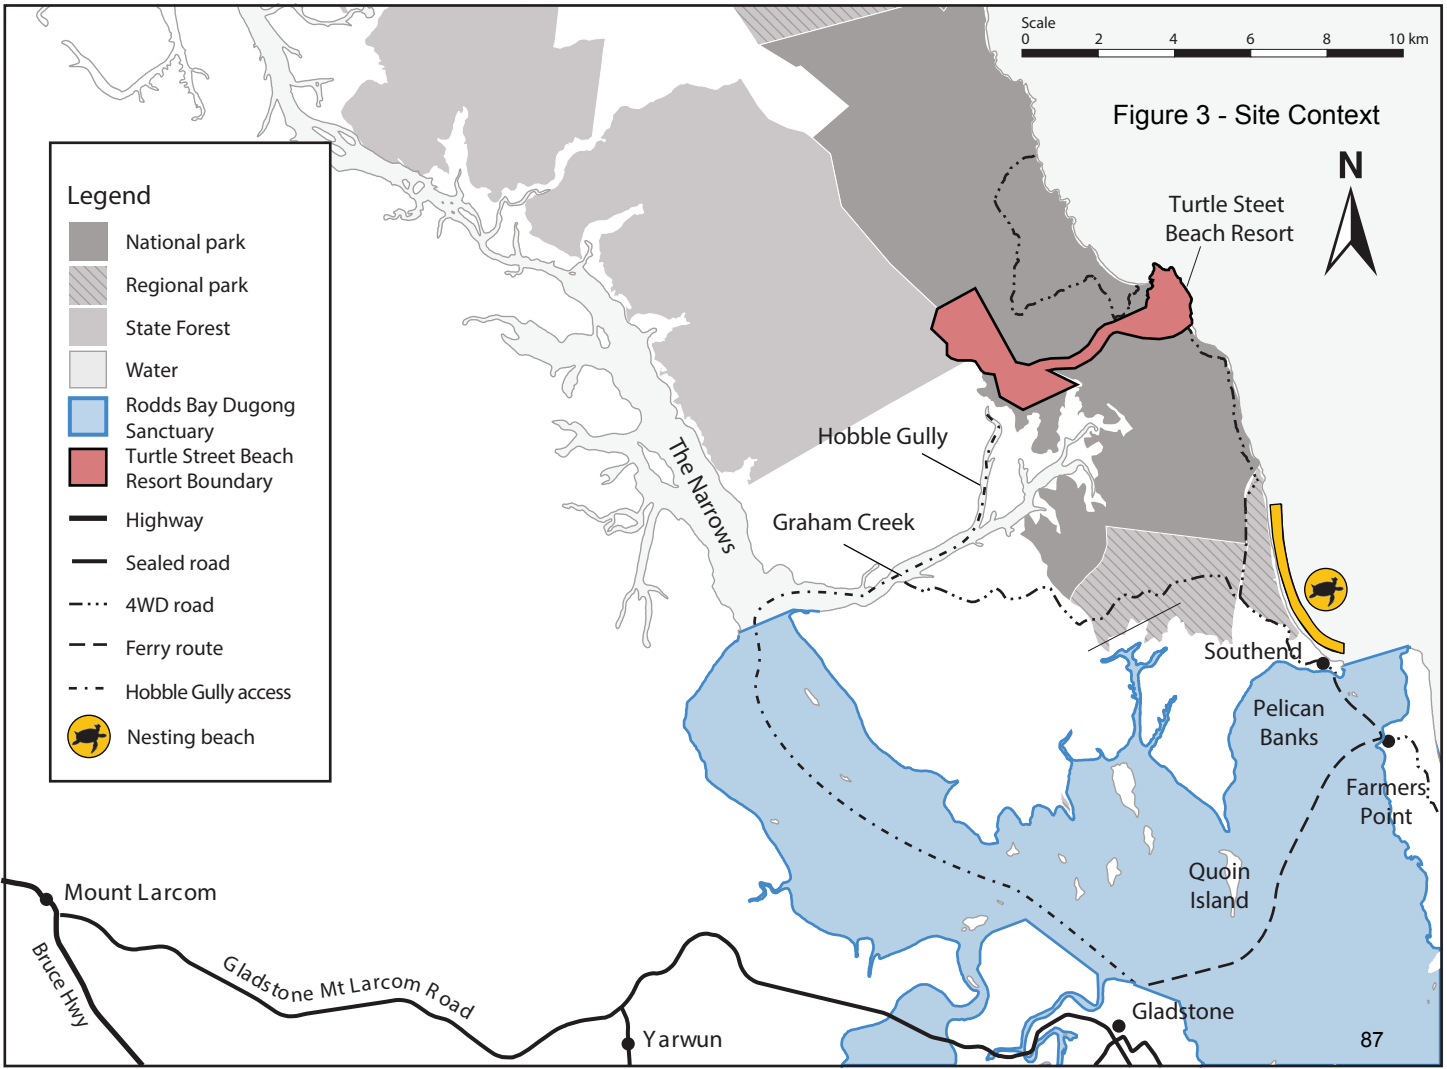 Scale
0 2 4 6 8 10 km
Figure 3 - Site Context
N
Turtle Steet
Beach Resort
Legend
National park
Regional park
State Forest
Water
Rodds Bay Dugong
Sanctuary
Turtle Street Beach
Resort Boundary
Highway
Sealed road
4WD road
Ferry route
Hobble Gully access
Nesting beach
Hobble Gully
The Narrows
Graham Creek
Southend
Pelican
Banks
Farmers
Point
Quoin
Island
Mount Larcom
Bruce Hwy
Gladstone Mt Larcom Road
Yarwun
Gladstone
87